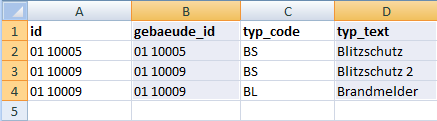 A B C D
1 id gebaeude_id typ_code typ_text
2 01 10005 01 10005 BS Blitzschutz
3 01 10009 01 10009 BS Blitzschutz 2
4 01 10009 01 10009 BL Brandmelder
5